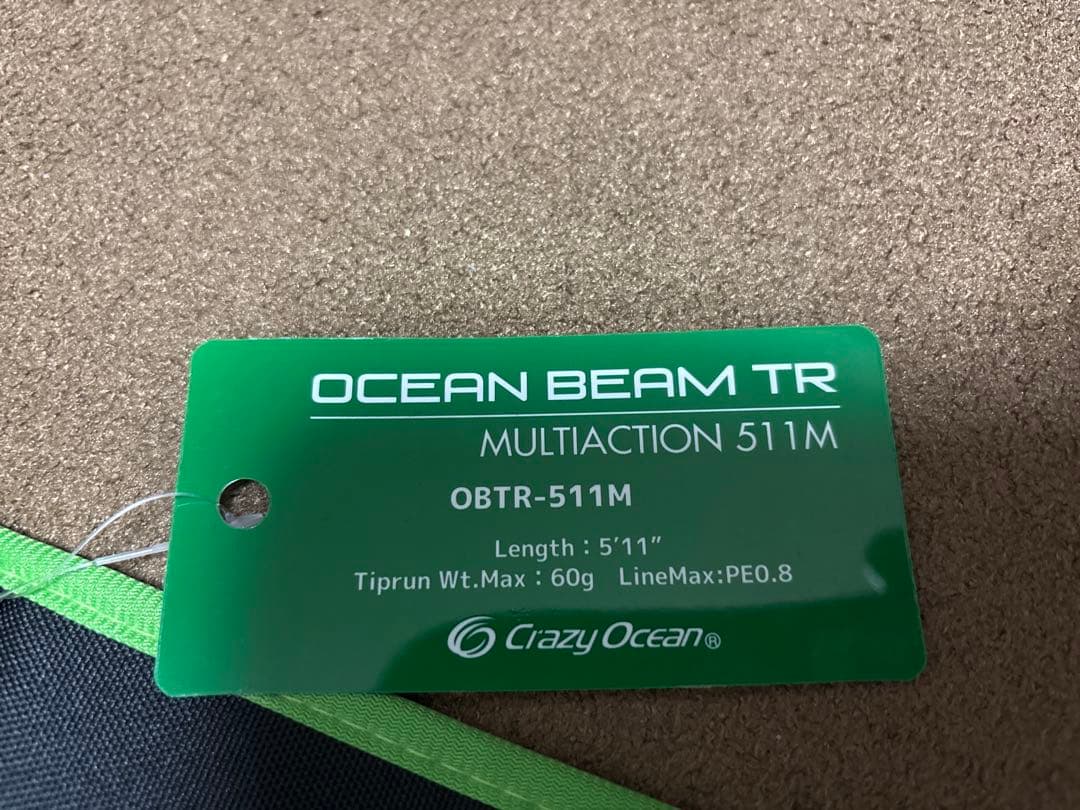 OCEAN BEAM TR
MULTIACTION 511M
OBTR-511M
Length：5'11"
Tiprun Wt.Max：60g LineMax:PE0.8
Crazy Ocean®